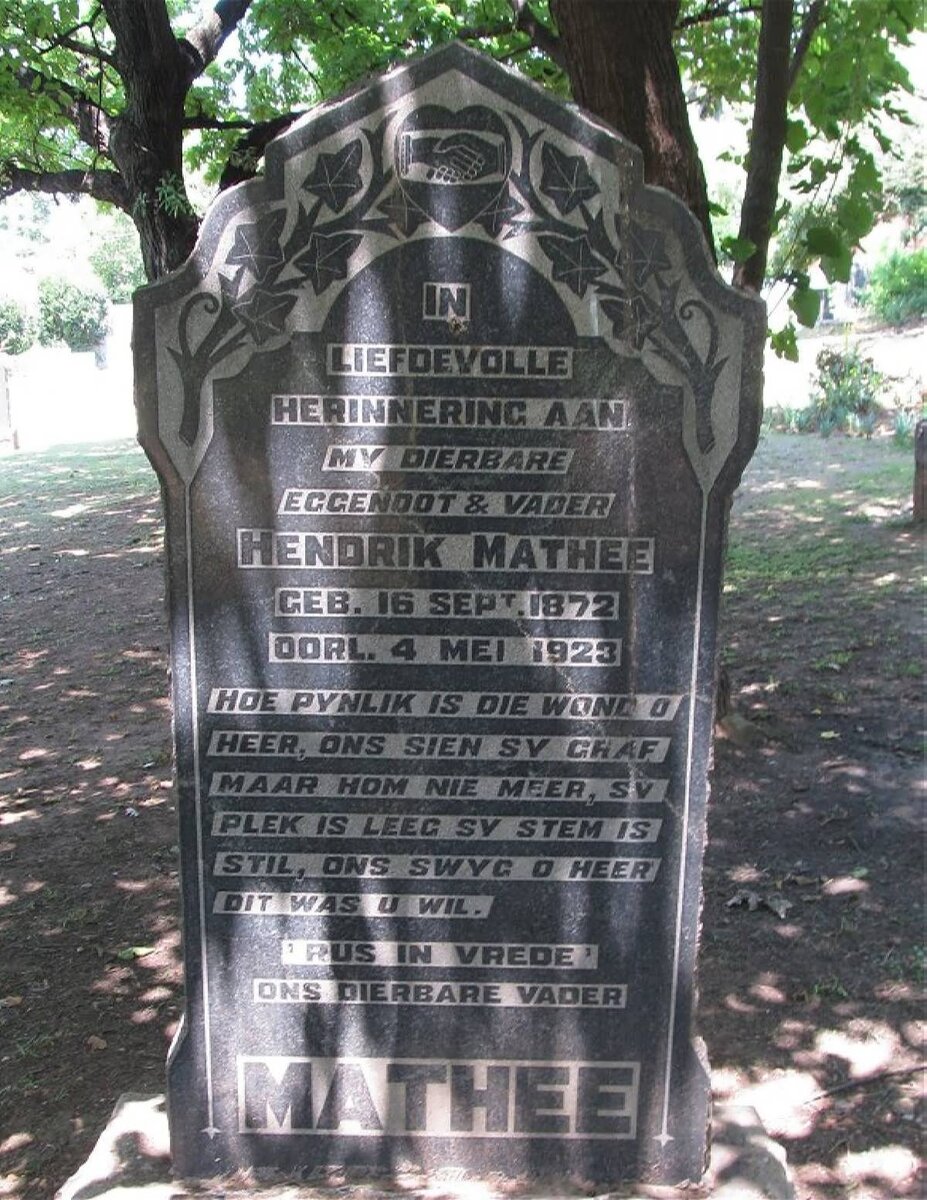 IN
LIEFDEVOLLE
HERINNERING AAN
MY DIERBARE
EGGENOOT & VADER
HENDRIK MATHEE
GEB. 16 SEPT. 1872
OORL. 4 MEI 1923
HOE PYNLIK IS DIE WOND O
HEER, ONS SIEN SY GRAF
MAAR HOM NIE MEER, SY
PLEK IS LEEG SY STEM IS
STIL, ONS SWYG O HEER
DIT WAS U WIL.
'RUS IN VREDE'
ONS DIERBARE VADER
MATHEE